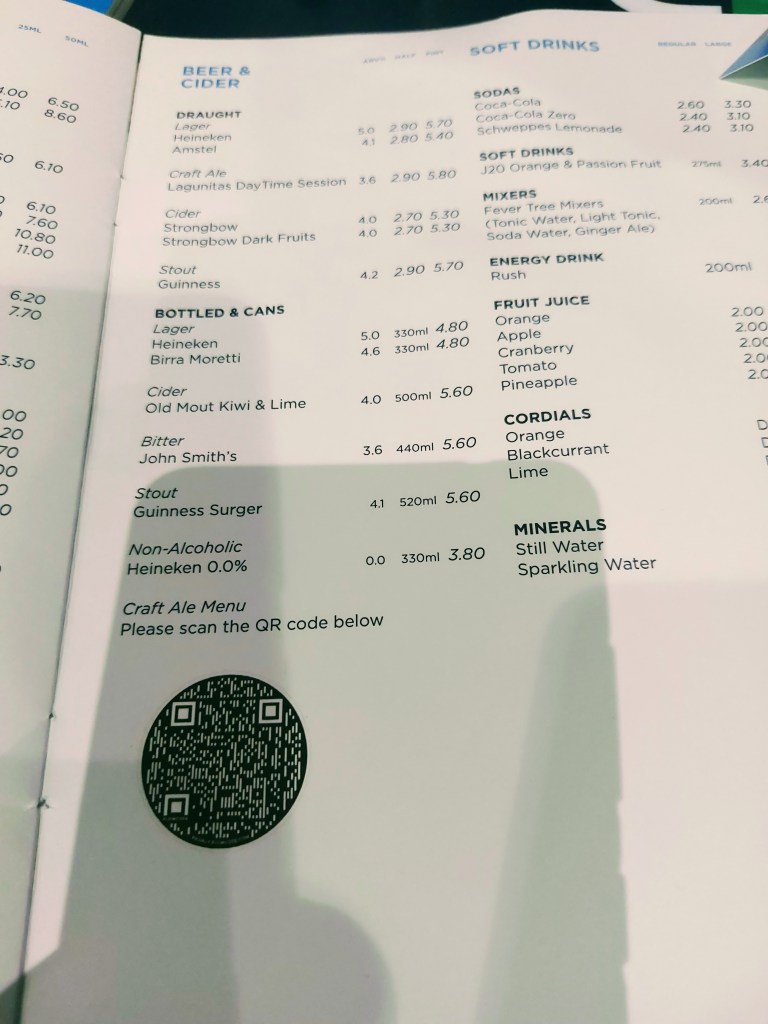 25ML 50ML
6.50
8.60
6.10
6.10
7.60
10.80
11.00
6.20
7.70
3.30
BEER &
CIDER
ABV% HALF PINT
DRAUGHT
Lager
Heineken 5.0 2.90 5.70
Amstel 4.1 2.80 5.40
Craft Ale
Lagunitas DayTime Session 3.6 2.90 5.80
Cider
Strongbow 4.0 2.70 5.30
Strongbow Dark Fruits 4.0 2.70 5.30
Stout
Guinness 4.2 2.90 5.70
BOTTLED & CANS
Lager
Heineken 5.0 330ml 4.80
Birra Moretti 4.6 330ml 4.80
Cider
Old Mout Kiwi & Lime 4.0 500ml 5.60
Bitter
John Smith's 3.6 440ml 5.60
Stout
Guinness Surger 4.1 520ml 5.60
Non-Alcoholic
Heineken 0.0% 0.0 330ml 3.80
Craft Ale Menu
Please scan the QR code below
SOFT DRINKS
REGULAR LARGE
SODAS
Coca-Cola 2.60 3.30
Coca-Cola Zero 2.40 3.10
Schweppes Lemonade 2.40 3.10
SOFT DRINKS
J20 Orange & Passion Fruit 275ml 3.40
MIXERS
Fever Tree Mixers 200ml
(Tonic Water, Light Tonic,
Soda Water, Ginger Ale)
ENERGY DRINK
Rush 200ml
FRUIT JUICE
Orange 2.00
Apple 2.00
Cranberry
Tomato
Pineapple
CORDIALS
Orange
Blackcurrant
Lime
MINERALS
Still Water
Sparkling Water